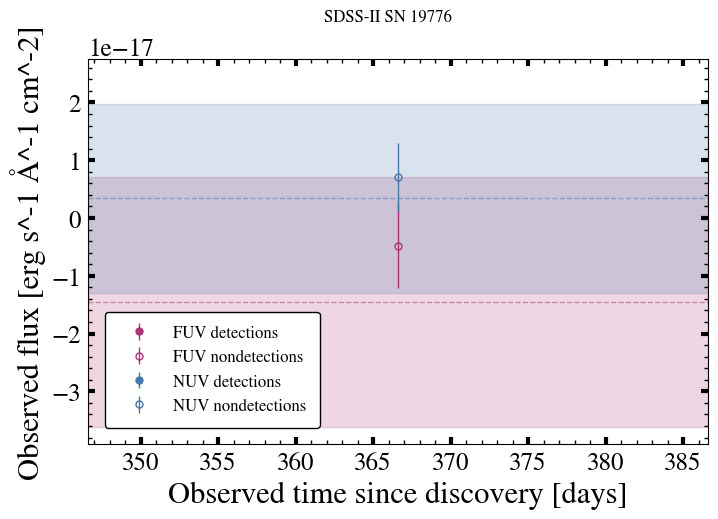 SDSS-II SN 19776
1e−17
2
1
0
−1
−2
−3
Observed flux [erg s^-1 Å^-1 cm^-2]
FUV detections
FUV nondetections
NUV detections
NUV nondetections
350 355 360 365 370 375 380 385
Observed time since discovery [days]